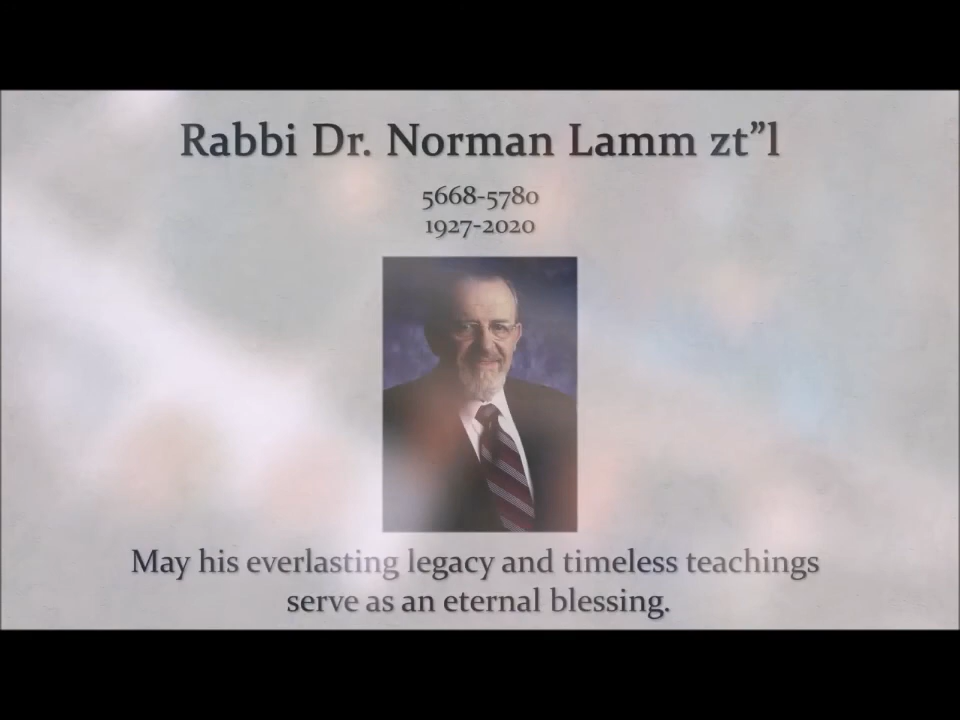 Rabbi Dr. Norman Lamm zt”l
5668-5780
1927-2020
May his everlasting legacy and timeless teachings
serve as an eternal blessing.